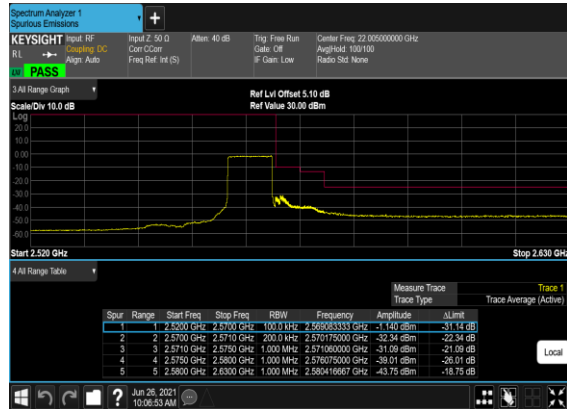 Spectrum Analyzer 1
Spurious Emissions
KEYSIGHT Input: RF Input Z: 50 Ω Atten: 40 dB Trig: Free Run Center Freq: 22.005000000 GHz
RL Coupling: DC Corr CCorr Gate: Off Avg|Hold: 100/100
Align: Auto Freq Ref: Int (S) IF Gain: Low Radio Std: None
PASS
3 All Range Graph
Ref Lvl Offset 5.10 dB
Scale/Div 10.0 dB Ref Value 30.00 dBm
Log
20.0
10.0
0.00
-10.0
-20.0
-30.0
-40.0
-50.0
-60.0
Start 2.520 GHz Stop 2.630 GHz
4 All Range Table
Measure Trace Trace 1
Trace Type Trace Average (Active)
Spur Range Start Freq Stop Freq RBW Frequency Amplitude ΔLimit
1 1 2.5200 GHz 2.5700 GHz 100.0 kHz 2.569083333 GHz -1.140 dBm -31.14 dB
2 2 2.5700 GHz 2.5710 GHz 200.0 kHz 2.570175000 GHz -32.34 dBm -22.34 dB
3 3 2.5710 GHz 2.5750 GHz 1.000 MHz 2.571060000 GHz -31.09 dBm -21.09 dB
4 4 2.5750 GHz 2.5800 GHz 1.000 MHz 2.576075000 GHz -39.01 dBm -26.01 dB
5 5 2.5800 GHz 2.6300 GHz 1.000 MHz 2.580416667 GHz -43.75 dBm -18.75 dB
Local
? Jun 26, 2021
10:06:53 AM